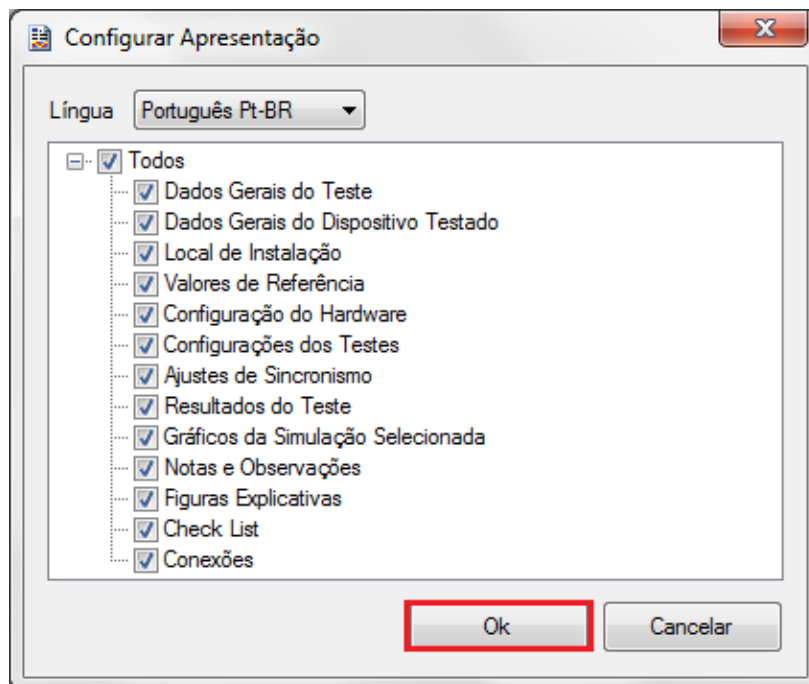 Configurar Apresentação
Língua Português Pt-BR
Todos
Dados Gerais do Teste
Dados Gerais do Dispositivo Testado
Local de Instalação
Valores de Referência
Configuração do Hardware
Configurações dos Testes
Ajustes de Sincronismo
Resultados do Teste
Gráficos da Simulação Selecionada
Notas e Observações
Figuras Explicativas
Check List
Conexões
Ok Cancelar